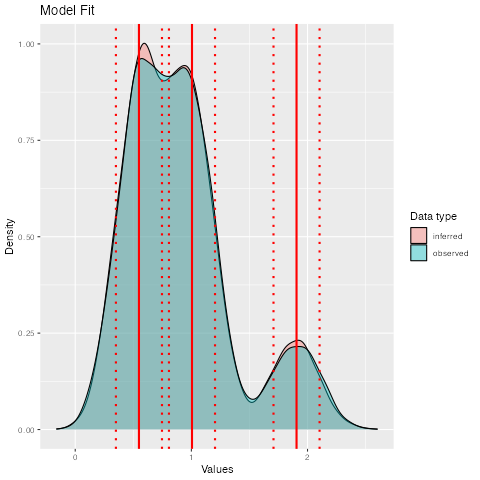 Model Fit
1.00
0.75
0.50
0.25
0.00
Density
0
1
2
Values
Data type
inferred
observed